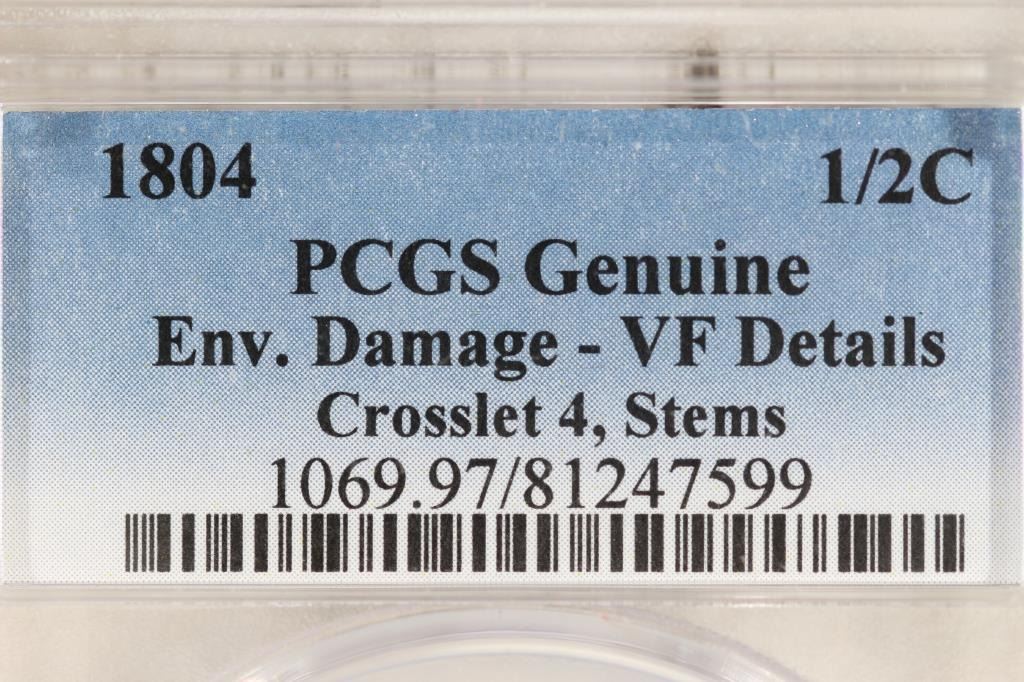 1804 1/2C
PCGS Genuine
Env. Damage - VF Details
Crosslet 4, Stems
1069.97/81247599